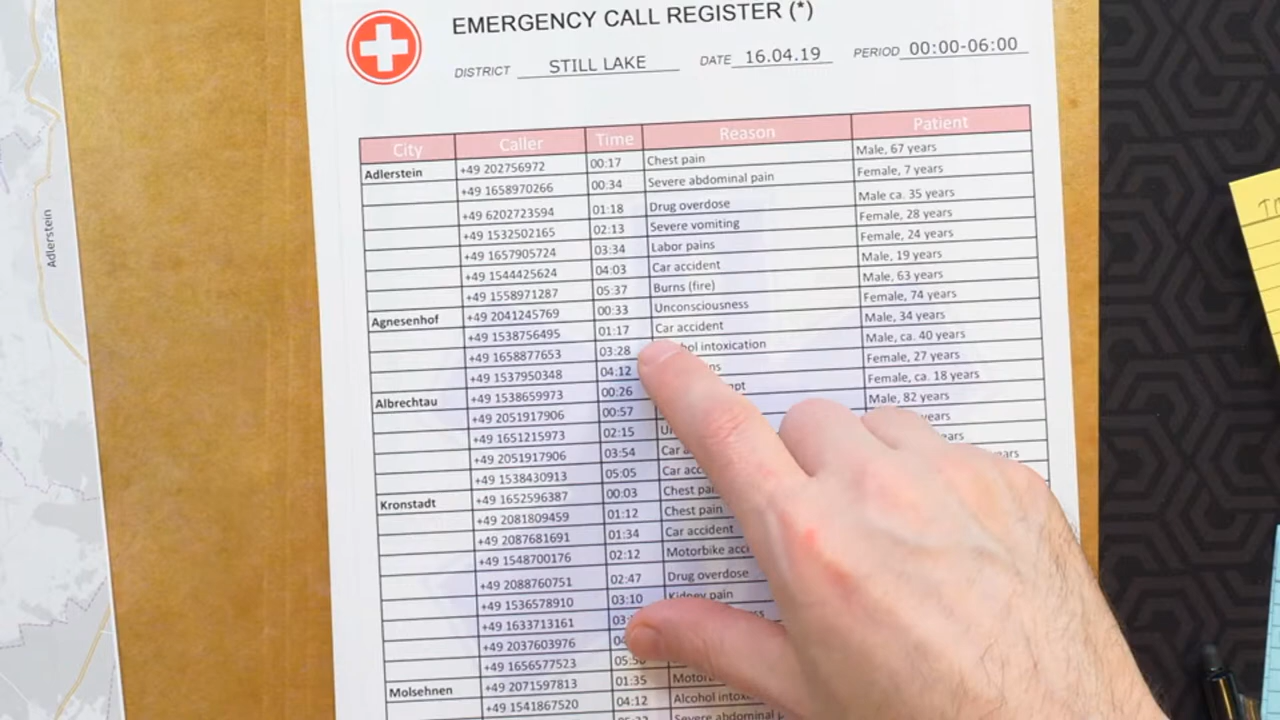 EMERGENCY CALL REGISTER (*)
DISTRICT STILL LAKE DATE 16.04.19 PERIOD 00:00-06:00
City Caller Time Reason Patient
Adlerstein +49 202756972 00:17 Chest pain Male, 67 years
+49 1658970266 00:34 Severe abdominal pain Female, 7 years
+49 6202723594 01:18 Drug overdose Male ca. 35 years
+49 1532502165 02:13 Severe vomiting Female, 28 years
+49 1657905724 03:34 Labor pains Female, 24 years
+49 1544425624 04:03 Car accident Male, 19 years
+49 1558971287 05:37 Burns (fire) Male, 63 years
Agnesenhof +49 2041245769 00:33 Unconsciousness Female, 74 years
+49 1538756495 01:17 Car accident Male, 34 years
+49 1658877653 03:28 intoxication Male, ca. 40 years
+49 1537950348 04:12 Female, 27 years
Albrechtau +49 1538659973 00:26 Female, ca. 18 years
+49 2051917906 00:57 Male, 82 years
+49 1651215973 02:15 years
+49 2051917906 03:54 Car
+49 1538430913 05:05 Car
Kronstadt +49 1652596387 00:03 Chest
+49 2081809459 01:12 Chest pain
+49 2087681691 01:34 Car accident
+49 1548700176 02:12 Motorbike
+49 2088760751 02:47 Drug overdose
+49 1536578910 03:10 Kidney pain
+49 1633713161
+49 2037603976
+49 1656577523
Molsehnen +49 2071597813 01:35
+49 1541867520 04:12 Alcohol
Severe abdominal
Adlerstein